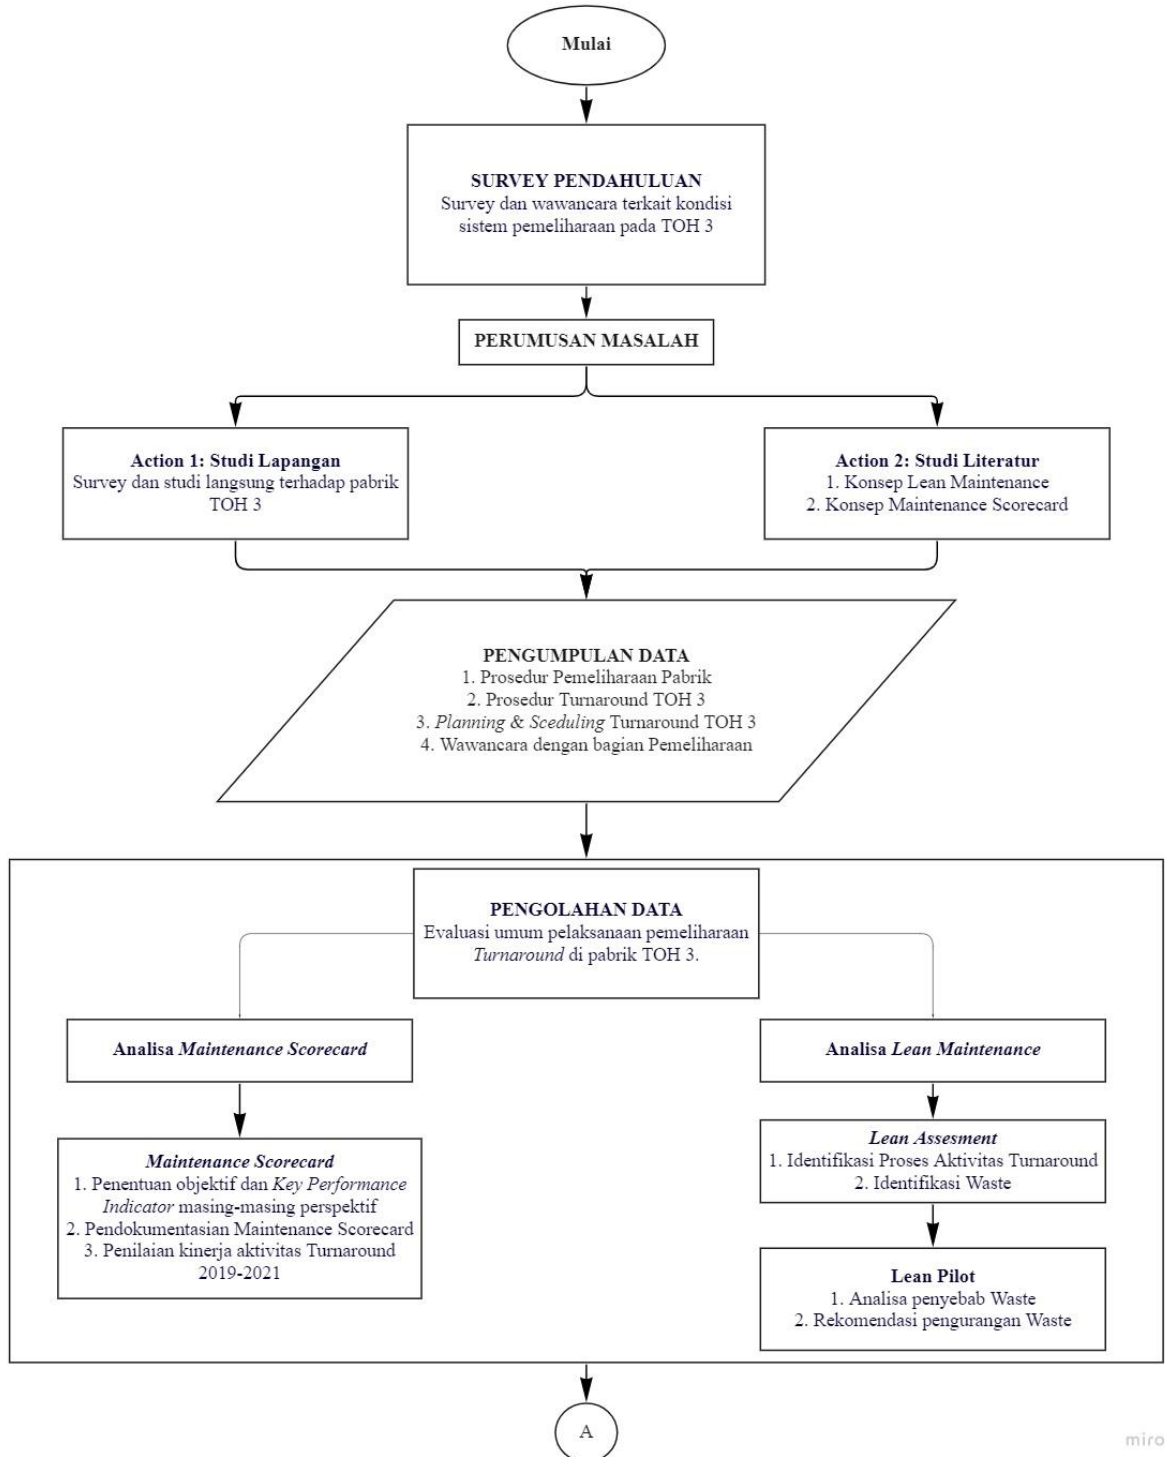 Mulai
SURVEY PENDAHULUAN
Survey dan wawancara terkait kondisi
sistem pemeliharaan pada TOH 3
PERUMUSAN MASALAH
Action 1: Studi Lapangan
Survey dan studi langsung terhadap pabrik
TOH 3
Action 2: Studi Literatur
1. Konsep Lean Maintenance
2. Konsep Maintenance Scorecard
PENGUMPULAN DATA
1. Prosedur Pemeliharaan Pabrik
2. Prosedur Turnaround TOH 3
3. Planning & Sceduling Turnaround TOH 3
4. Wawancara dengan bagian Pemeliharaan
PENGOLAHAN DATA
Evaluasi umum pelaksanaan pemeliharaan
Turnaround di pabrik TOH 3.
Analisa Maintenance Scorecard
Maintenance Scorecard
1. Penentuan objektif dan Key Performance
Indicator masing-masing perspektif
2. Pendokumentasian Maintenance Scorecard
3. Penilaian kinerja aktivitas Turnaround
2019-2021
Analisa Lean Maintenance
Lean Assesment
1. Identifikasi Proses Aktivitas Turnaround
2. Identifikasi Waste
Lean Pilot
1. Analisa penyebab Waste
2. Rekomendasi pengurangan Waste
A
miro